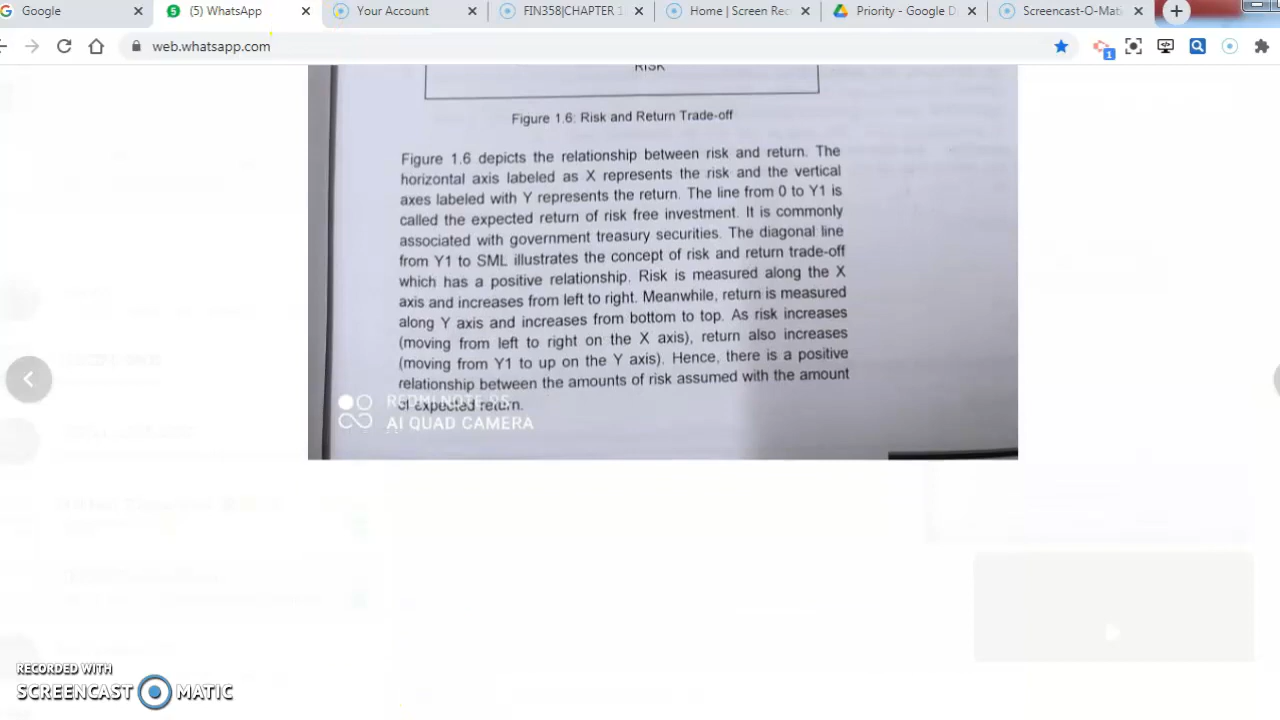 Google
(5) WhatsApp
Your Account
FIN358|CHAPTER 1
Home | Screen Rec
Priority - Google D
Screencast-O-Mati
web.whatsapp.com
1
RISK
Figure 1.6: Risk and Return Trade-off
Figure 1.6 depicts the relationship between risk and return. The
horizontal axis labeled as X represents the risk and the vertical
axes labeled with Y represents the return. The line from 0 to Y1 is
called the expected return of risk free investment. It is commonly
associated with government treasury securities. The diagonal line
from Y1 to SML illustrates the concept of risk and return trade-off
which has a positive relationship. Risk is measured along the X
axis and increases from left to right. Meanwhile, return is measured
along Y axis and increases from bottom to top. As risk increases
(moving from left to right on the X axis), return also increases
(moving from Y1 to up on the Y axis). Hence, there is a positive
relationship between the amounts of risk assumed with the amount
of expected return.
AI QUAD CAMERA
RECORDED WITH
SCREENCAST MATIC